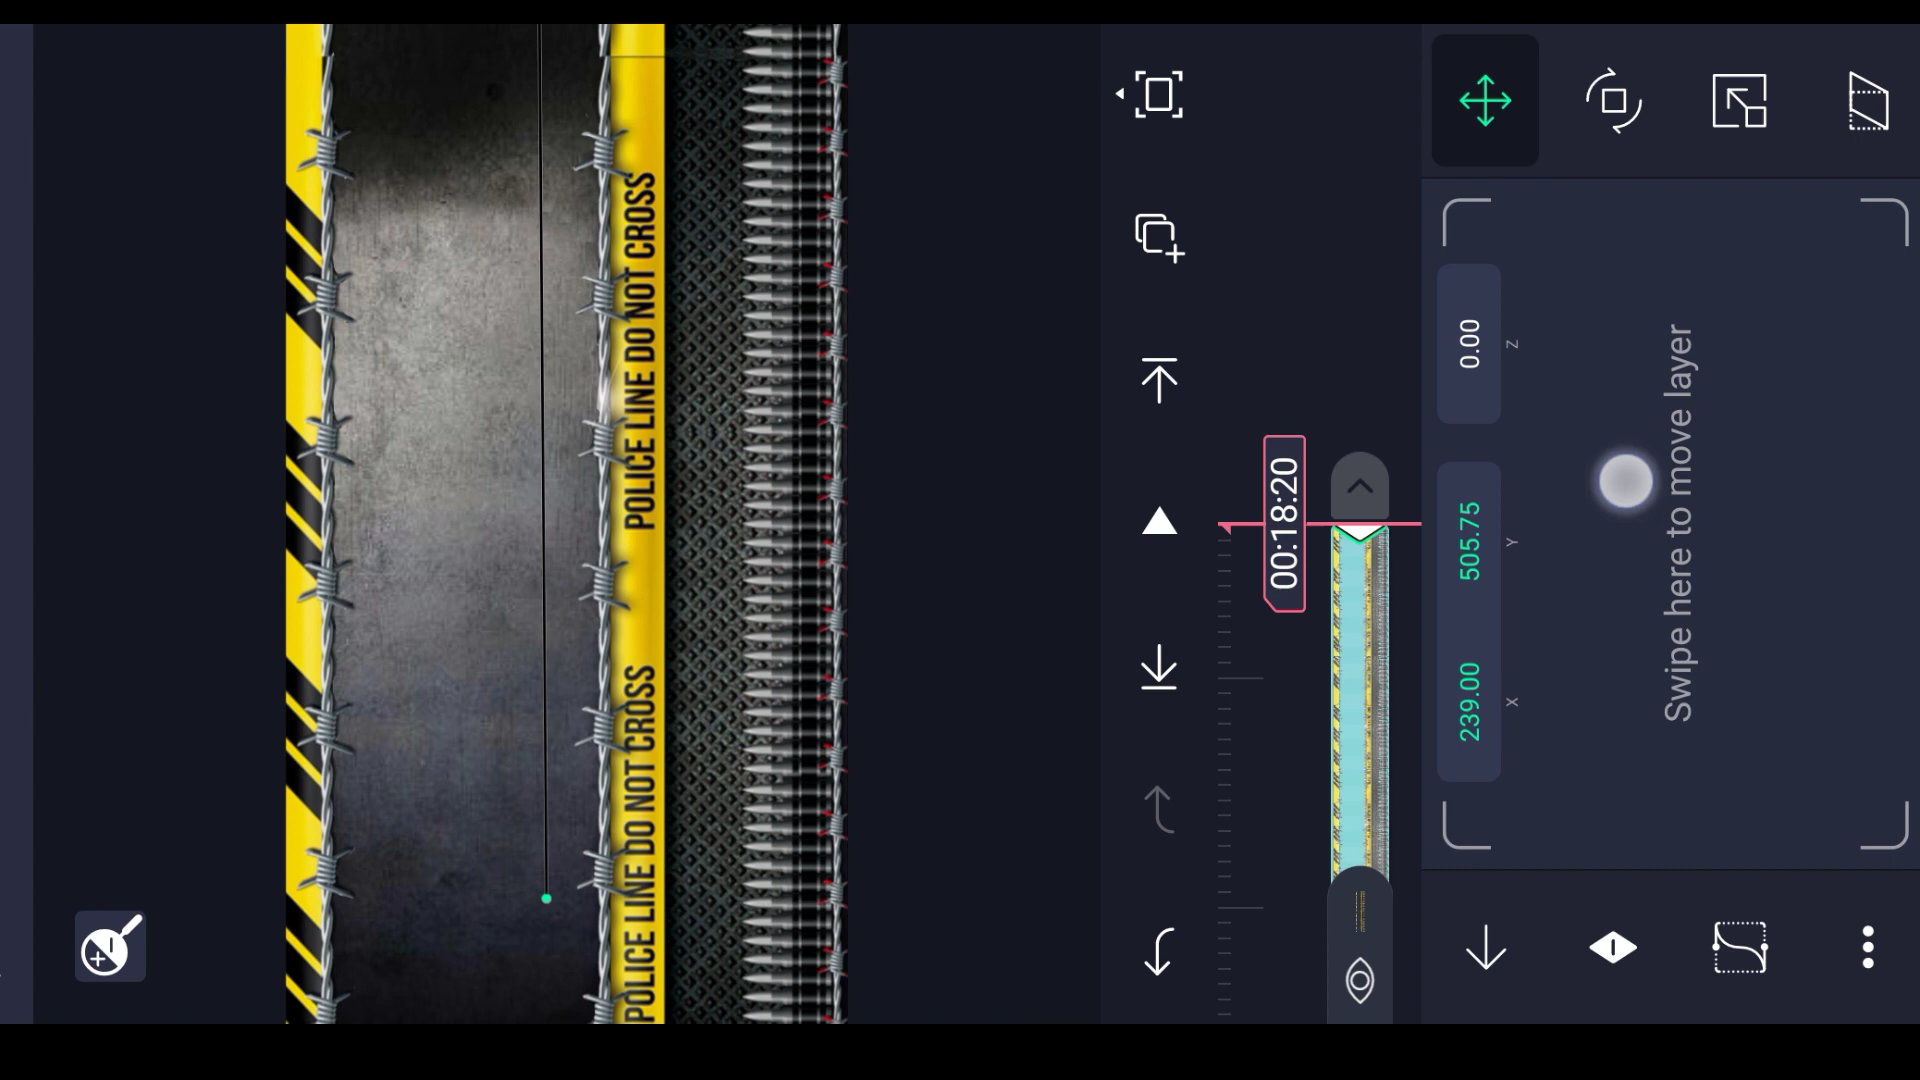 POLICE LINE DO NOT CROSS
POLICE LINE DO NOT CROSS
00:18:20
239.00
X
505.75
Y
0.00
Z
Swipe here to move layer